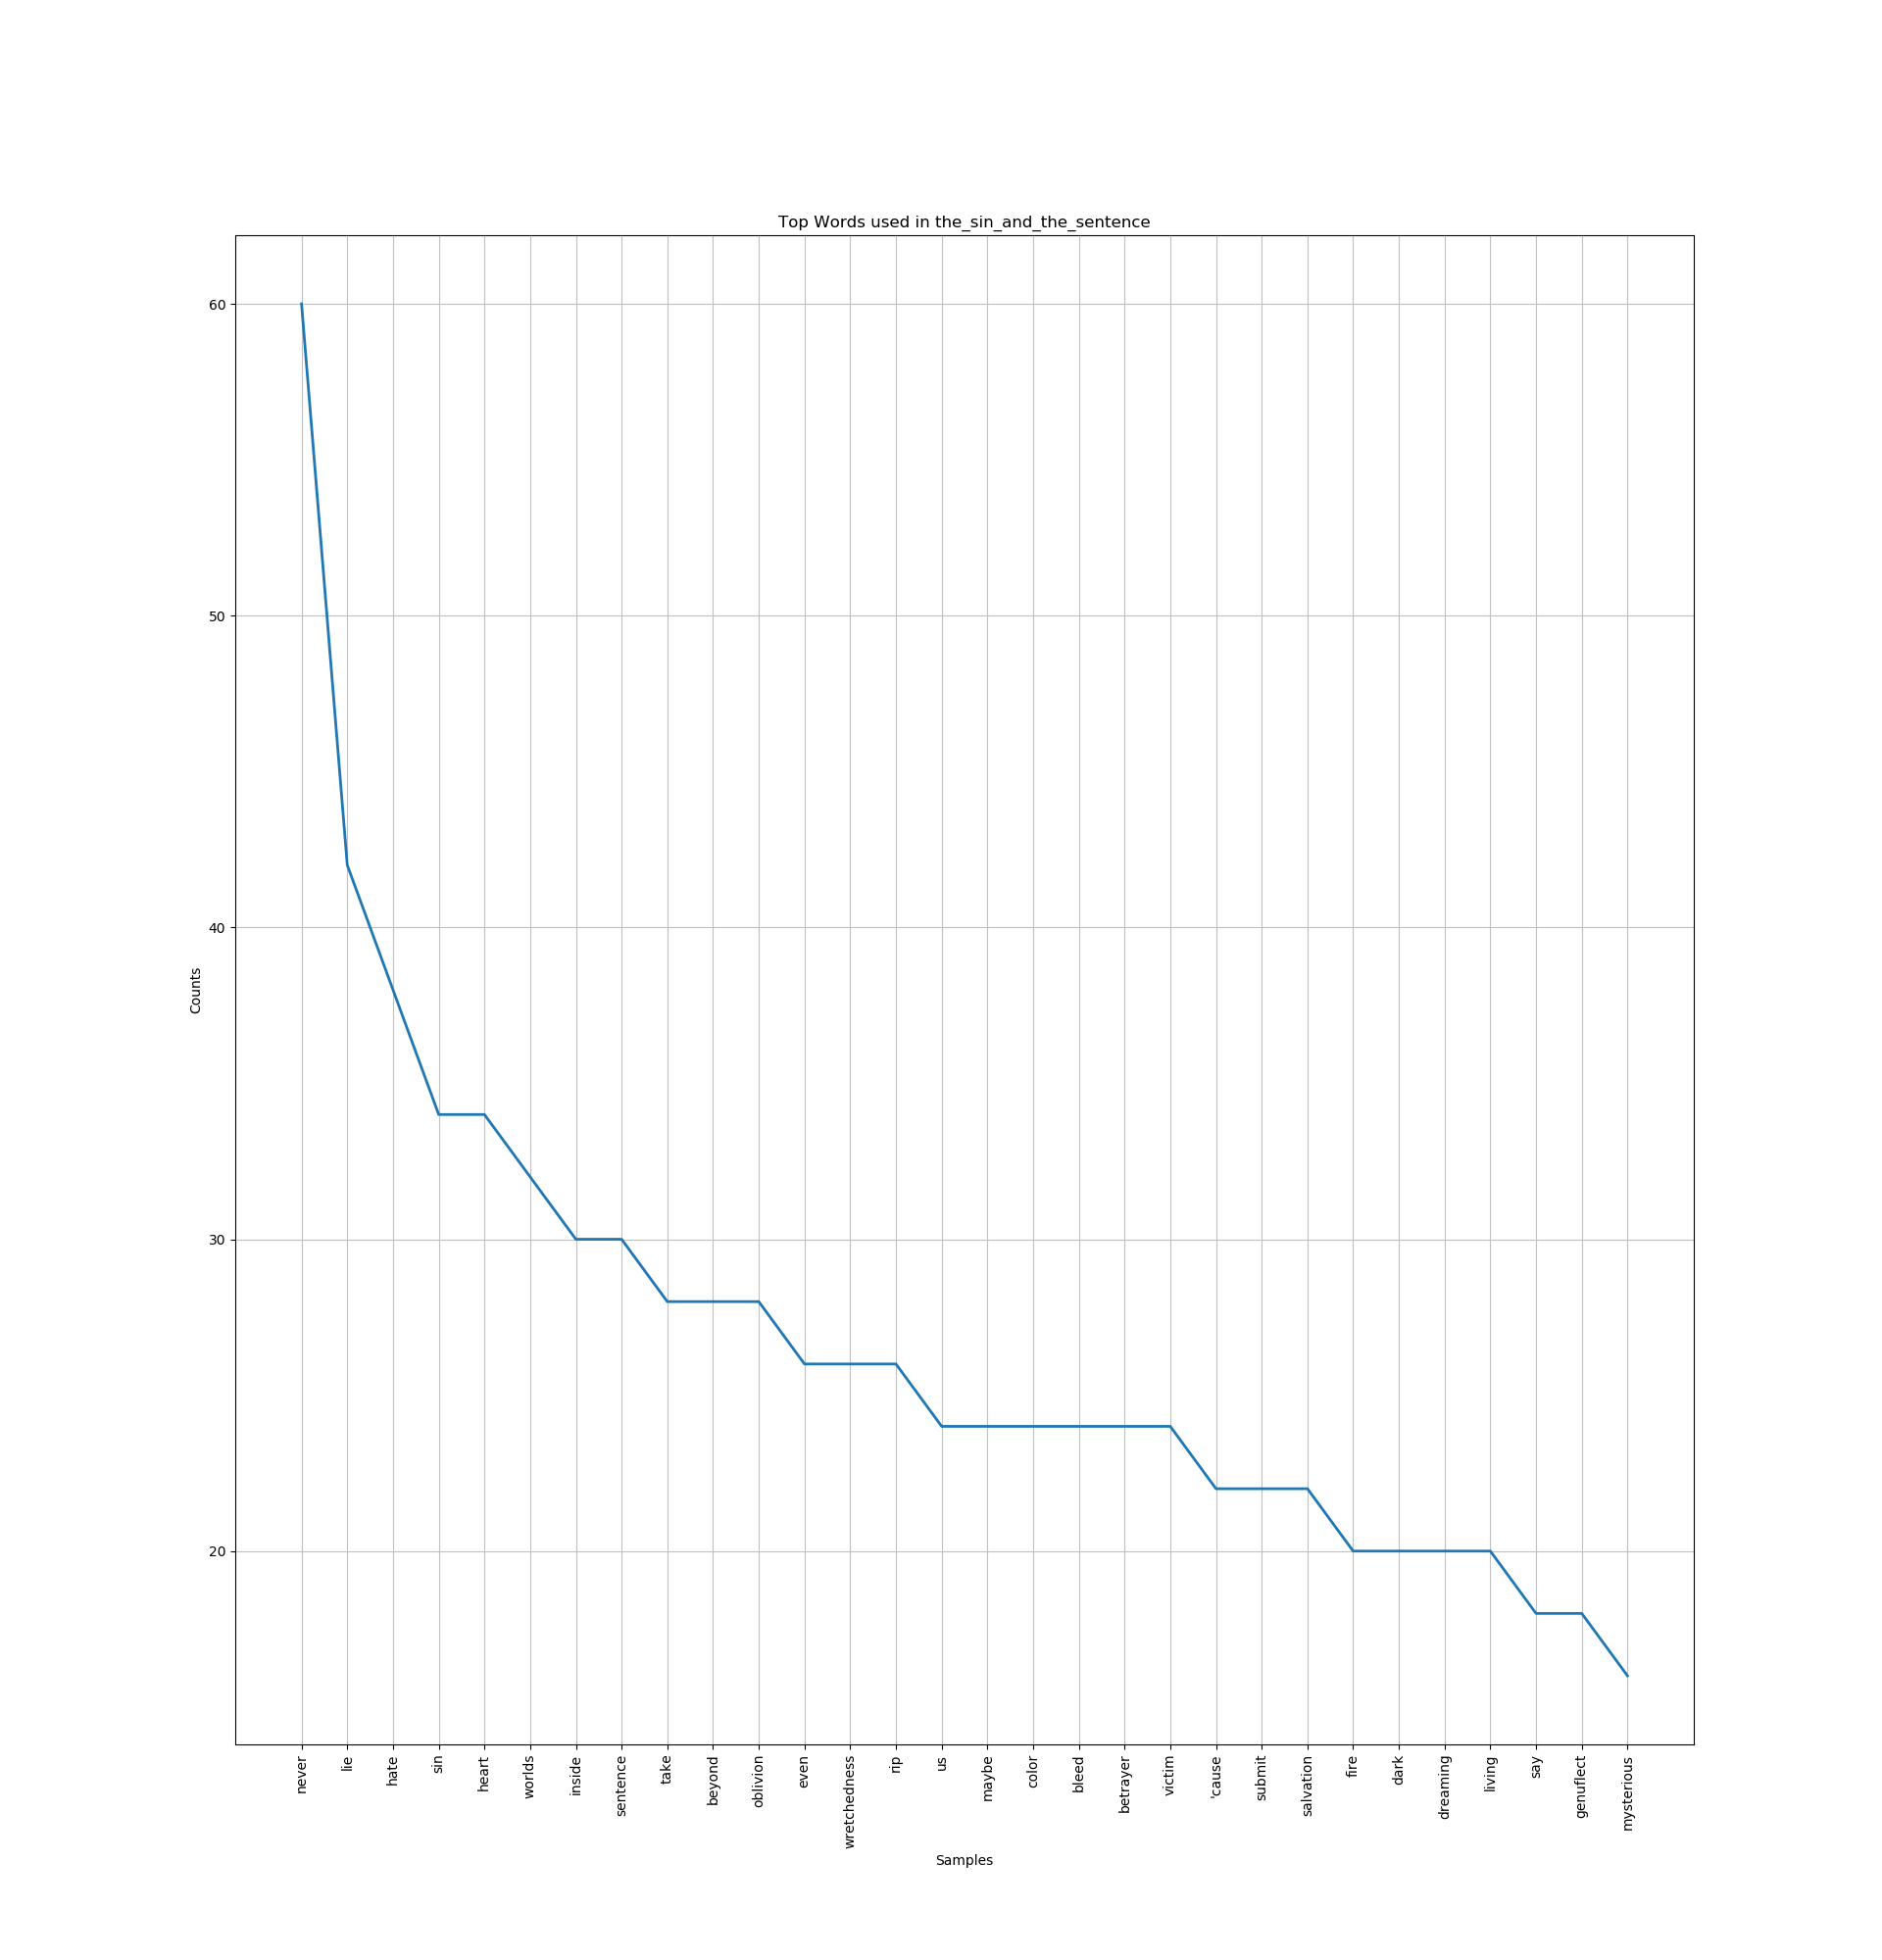 Top Words used in the_sin_and_the_sentence
60
50
40
30
20
Counts
never
lie
hate
sin
heart
worlds
inside
sentence
take
beyond
oblivion
even
wretchedness
rip
us
maybe
color
bleed
betrayer
victim
'cause
submit
salvation
fire
dark
dreaming
living
say
genuflect
mysterious
Samples